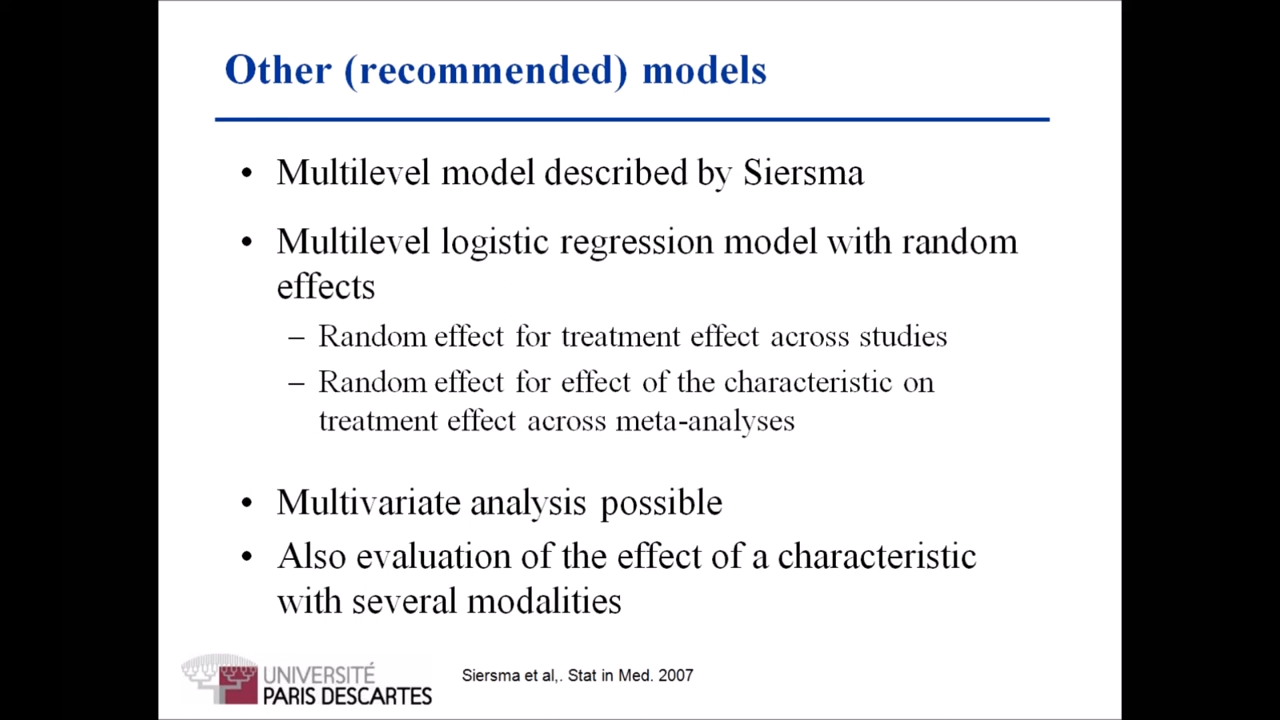 Other (recommended) models
• Multilevel model described by Siersma
• Multilevel logistic regression model with random
effects
– Random effect for treatment effect across studies
– Random effect for effect of the characteristic on
treatment effect across meta-analyses
• Multivariate analysis possible
• Also evaluation of the effect of a characteristic
with several modalities
UNIVERSITÉ
PARIS DESCARTES
Siersma et al,. Stat in Med. 2007